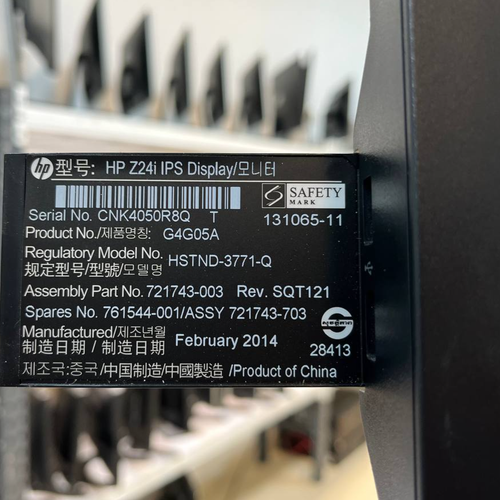 hp 型号: HP Z24i IPS Display/모니터
Serial No. CNK4050R8Q T
SAFETY
MARK
131065-11
Product No./제품명칭: G4G05A
Regulatory Model No.
规定型号/型號/모델명
HSTND-3771-Q
Assembly Part No. 721743-003 Rev. SQT121
Spares No. 761544-001/ASSY 721743-703
Manufactured/제조년월
制造日期 / 製造日期
February 2014
28413
제조국:중국/中国制造/中國製造 /Product of China